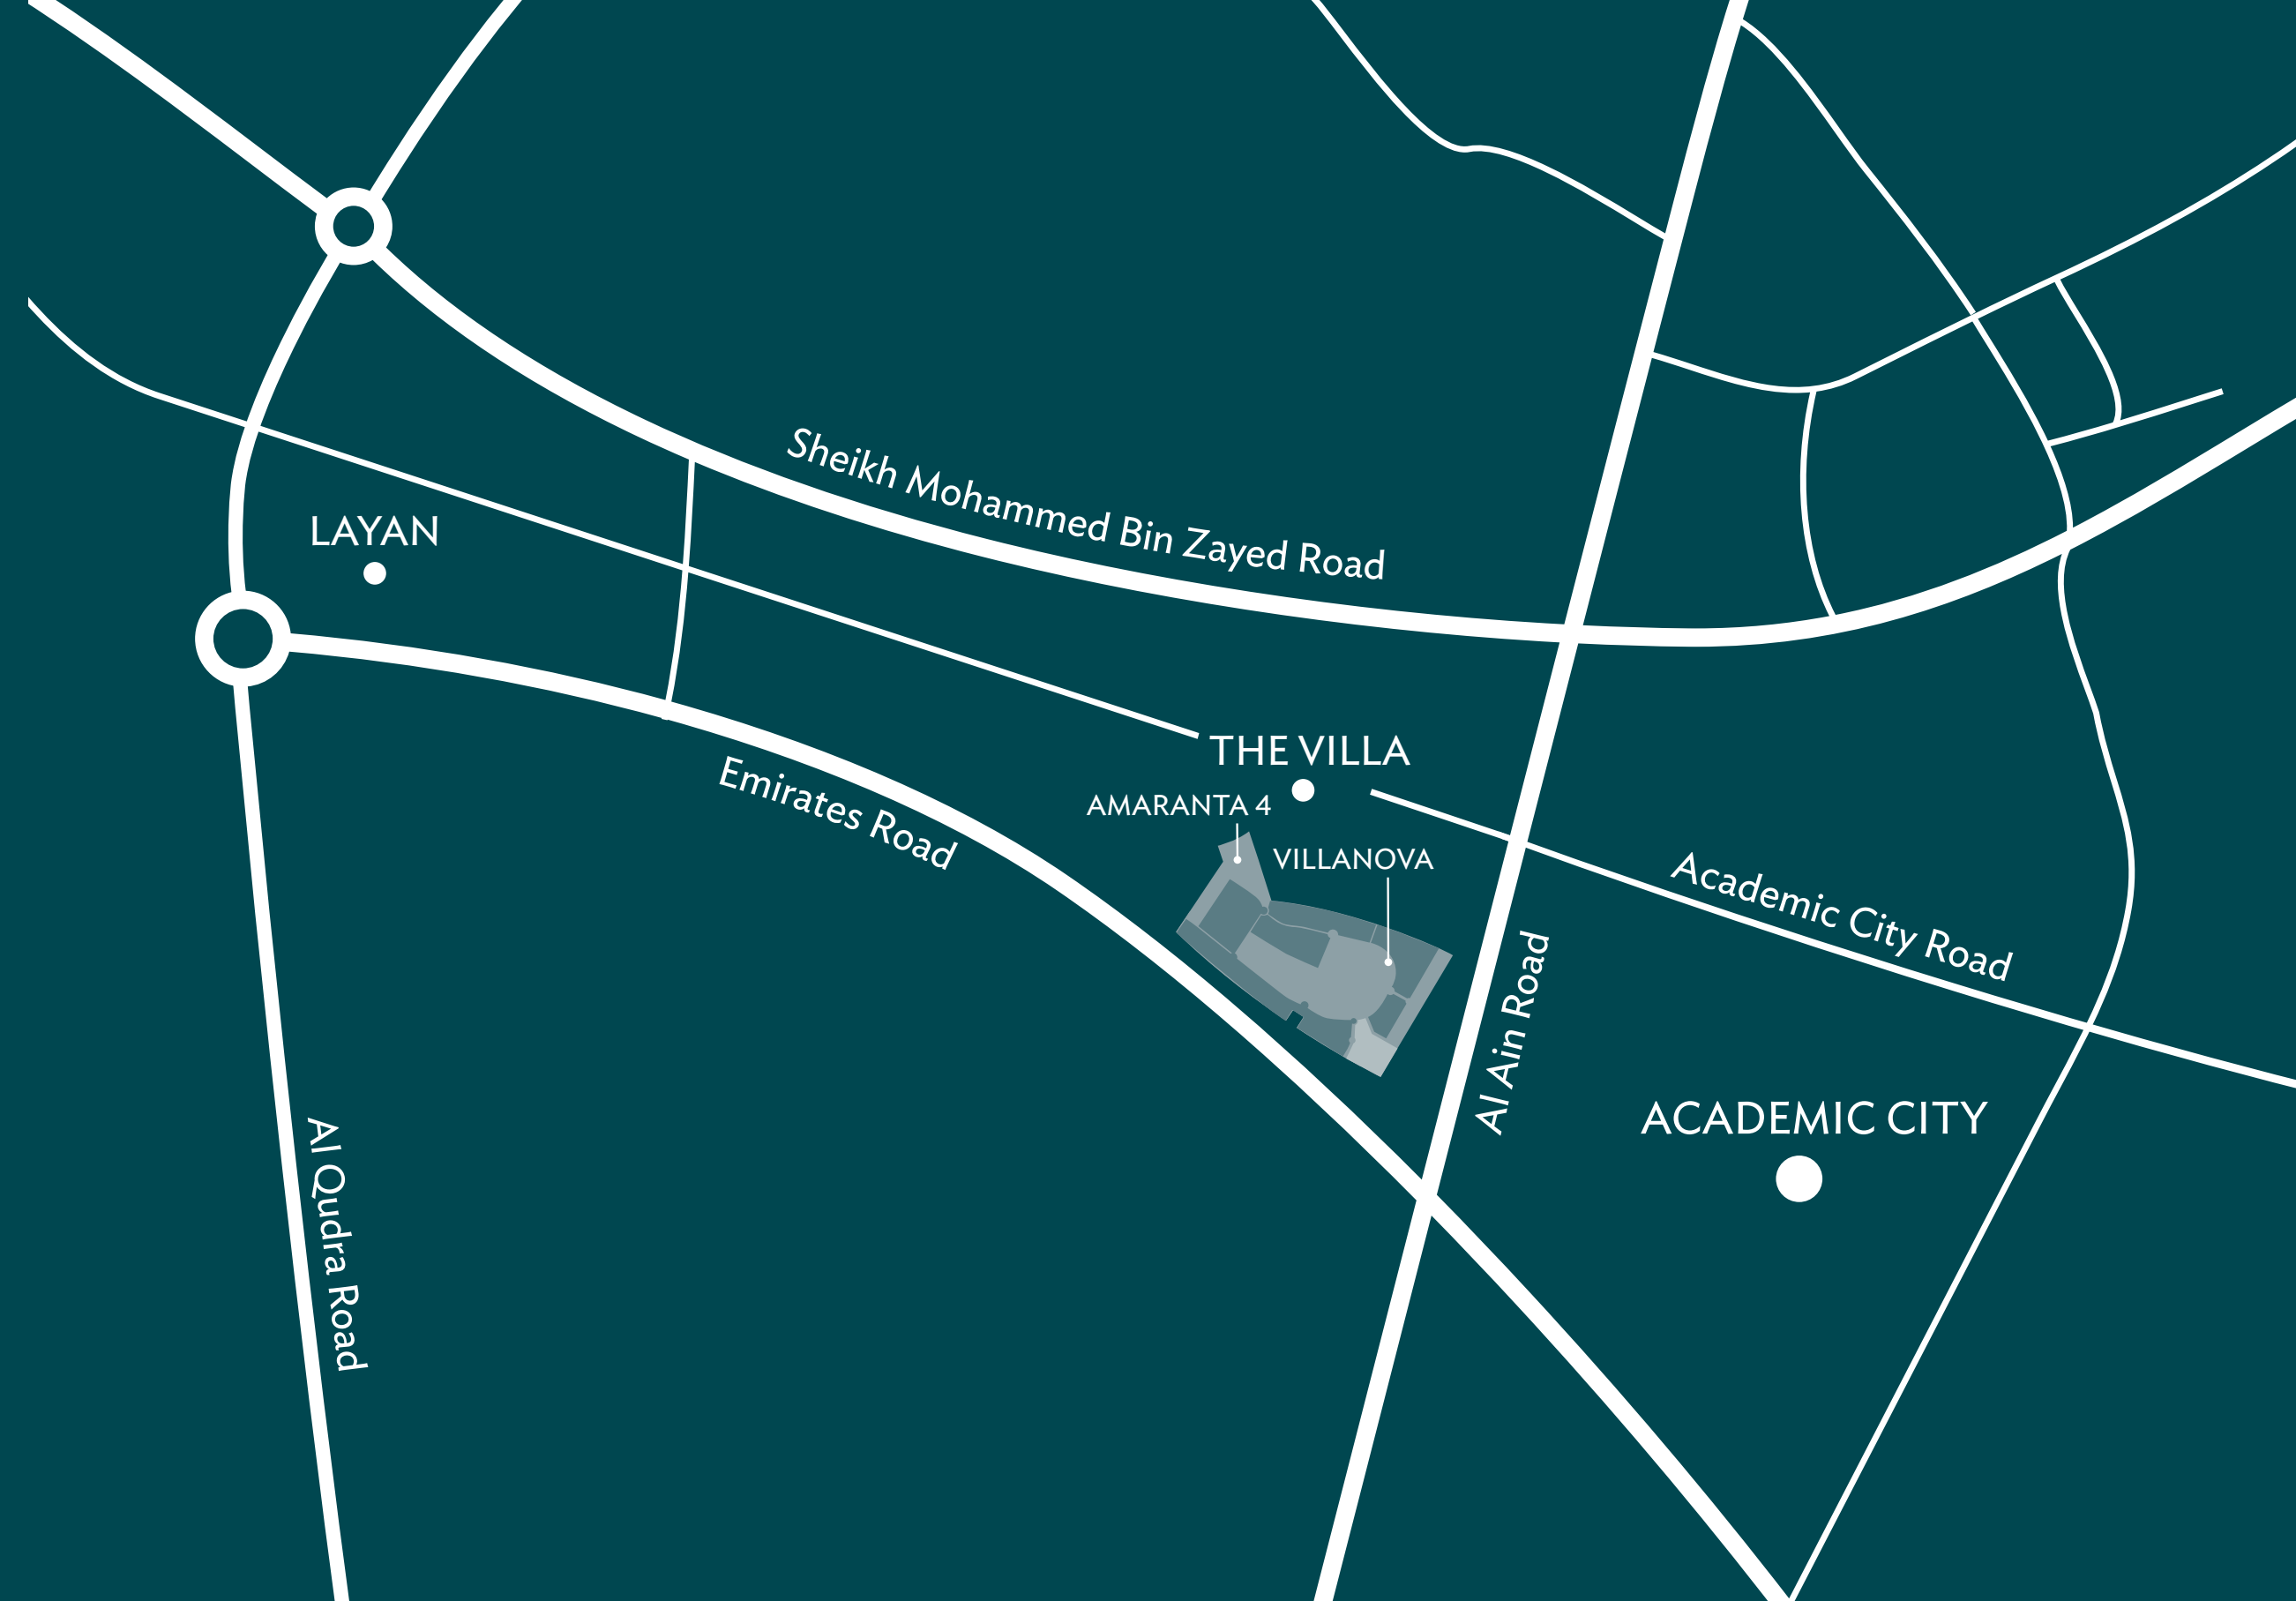 Sheikh Mohammed Bin Zayed Road
LAYAN
THE VILLA
Emirates Road
AMARANTA 4
VILLANOVA
Academic City Road
Al Ain Road
ACADEMIC CITY
Al Qudra Road